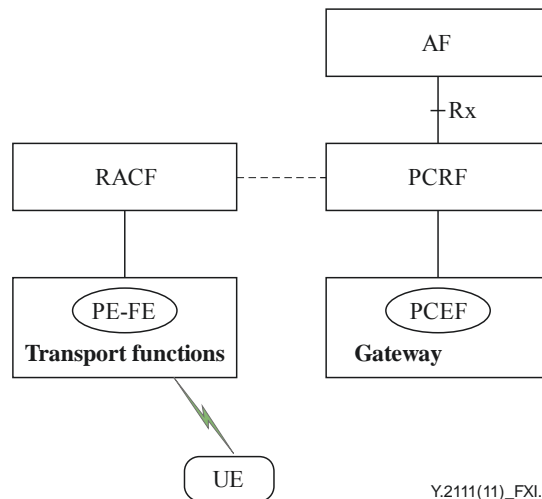 AF
Rx
RACF
PCRF
PE-FE
Transport functions
PCEF
Gateway
UE
Y.2111(11)_FXI.